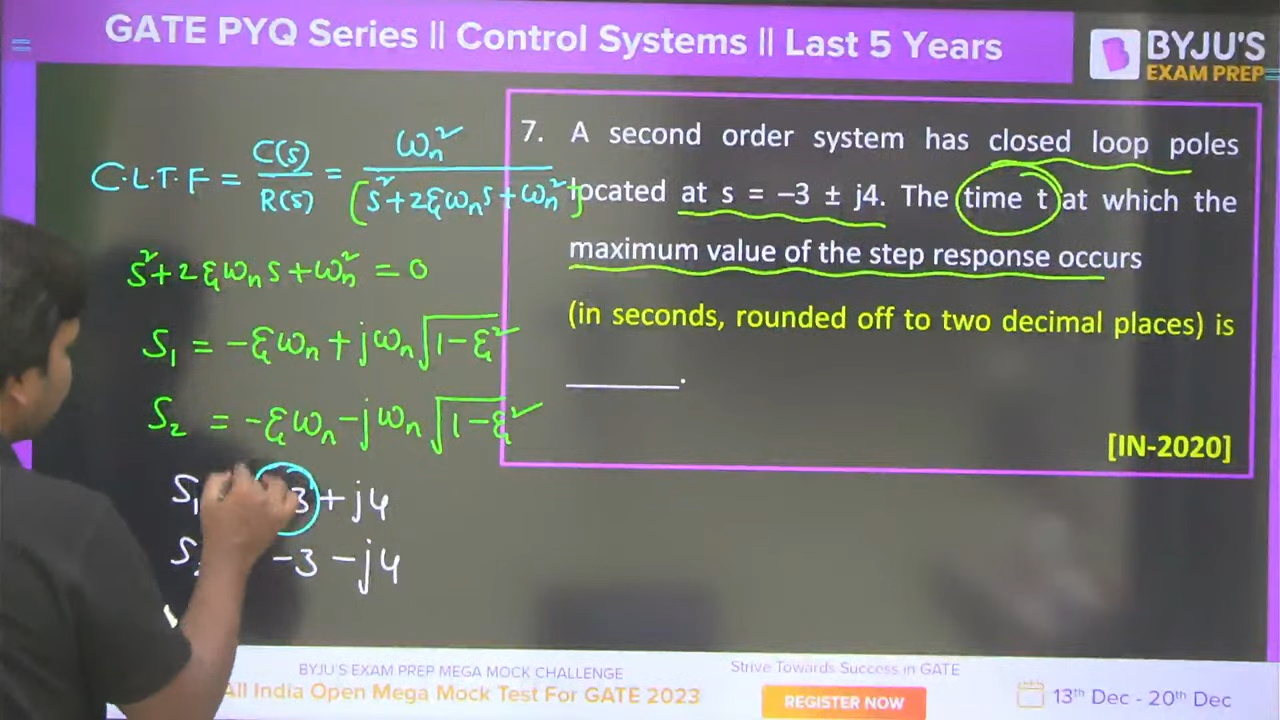 GATE PYQ Series || Control Systems || Last 5 Years
BYJU'S
EXAM PREP
C.L.T.F = C(s)/R(s) = ωn²/[s²+2ξωns+ωn²]
s²+2ξωns+ωn² = 0
S₁ = -ξωn+jωn√1-ξ²
S₂ = -ξωn-jωn√1-ξ²
S₁ 3+j4
S -3-j4
7. A second order system has closed loop poles
located at s = –3 ± j4. The time t at which the
maximum value of the step response occurs
(in seconds, rounded off to two decimal places) is
________.
[IN-2020]
BYJU'S EXAM PREP MEGA MOCK CHALLENGE
All India Open Mega Mock Test For GATE 2023
Strive Towards Success in GATE
REGISTER NOW
13th Dec - 20th Dec